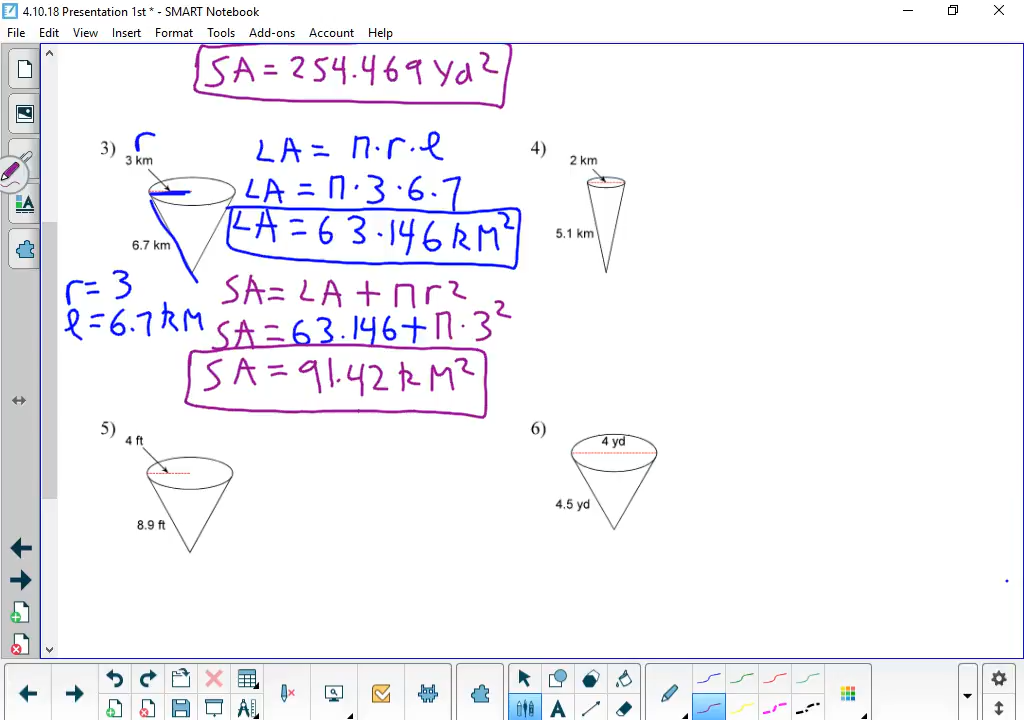 4.10.18 Presentation 1st * - SMART Notebook
File Edit View Insert Format Tools Add-ons Account Help
SA = 254.469 yd²
3)
r
3 km
6.7 km
LA = π·r·ℓ
LA = π·3·6.7
LA = 63.146 km²
r = 3
ℓ = 6.7 km
SA = LA + πr²
SA = 63.146 + π·3²
SA = 91.42 km²
4)
2 km
5.1 km
5)
4 ft
8.9 ft
6)
4 yd
4.5 yd